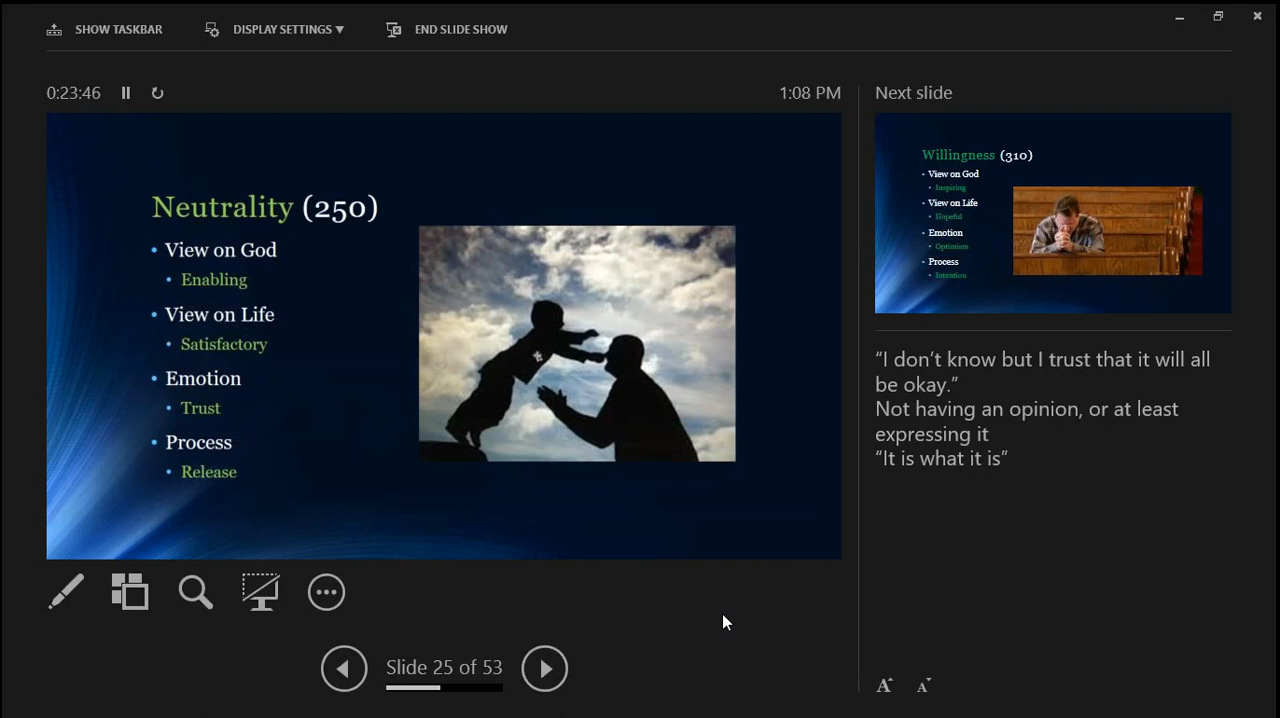 SHOW TASKBAR
DISPLAY SETTINGS ▼
END SLIDE SHOW
0:23:46
1:08 PM
Neutrality (250)
• View on God
• Enabling
• View on Life
• Satisfactory
• Emotion
• Trust
• Process
• Release
Slide 25 of 53
Next slide
Willingness (310)
- View on God
• Inspiring
- View on Life
• Hopeful
- Emotion
• Optimism
- Process
• Intention
“I don’t know but I trust that it will all
be okay.”
Not having an opinion, or at least
expressing it
“It is what it is”
A A